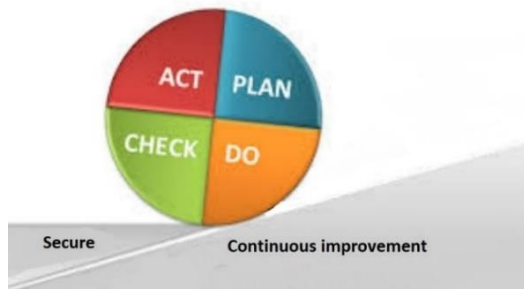 ACT
PLAN
CHECK
DO
Secure
Continuous improvement